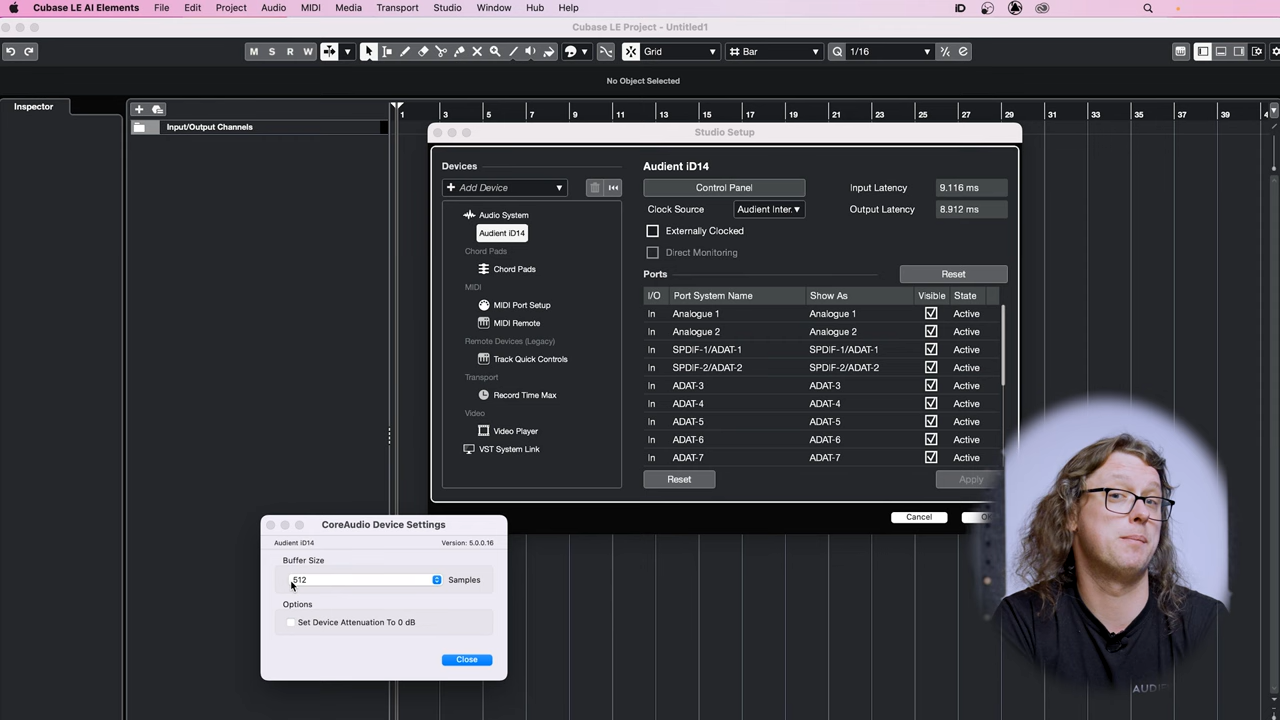 Cubase LE AI Elements File Edit Project Audio MIDI Media Transport Studio Window Hub Help iD
Cubase LE Project - Untitled1
M S R W Grid Bar Q 1/16
No Object Selected
Inspector
1 3 5 7 9 11 13 15 17 19 21 23 25 27 29 31 33 35 37 39 4
Input/Output Channels
Studio Setup
Devices
Add Device
Audio System
Audient iD14
Chord Pads
Chord Pads
MIDI
MIDI Port Setup
MIDI Remote
Remote Devices (Legacy)
Track Quick Controls
Transport
Record Time Max
Video
Video Player
VST System Link
Audient iD14
Control Panel Input Latency 9.116 ms
Clock Source Audient Inter. Output Latency 8.912 ms
Externally Clocked
Direct Monitoring
Ports Reset
I/O Port System Name Show As Visible State
In Analogue 1 Analogue 1 Active
In Analogue 2 Analogue 2 Active
In SPDIF-1/ADAT-1 SPDIF-1/ADAT-1 Active
In SPDIF-2/ADAT-2 SPDIF-2/ADAT-2 Active
In ADAT-3 ADAT-3 Active
In ADAT-4 ADAT-4 Active
In ADAT-5 ADAT-5 Active
In ADAT-6 ADAT-6 Active
In ADAT-7 ADAT-7 Active
Reset Apply
Cancel
CoreAudio Device Settings
Audient iD14 Version: 5.0.0.16
Buffer Size
512 Samples
Options
Set Device Attenuation To 0 dB
Close